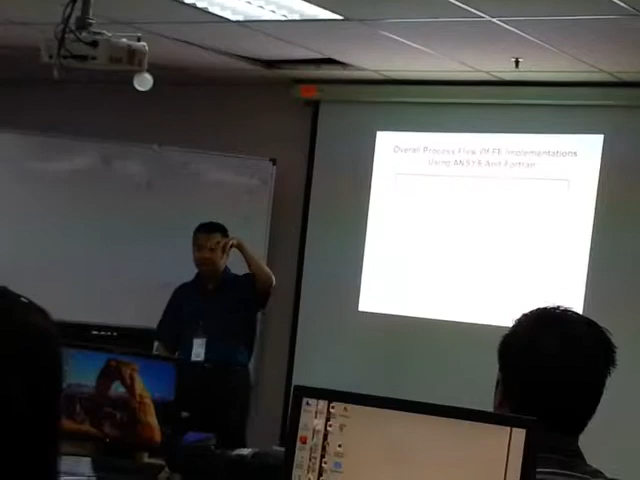 Overall Process Flow Of FE Implementations
Using ANSYS And Fortran